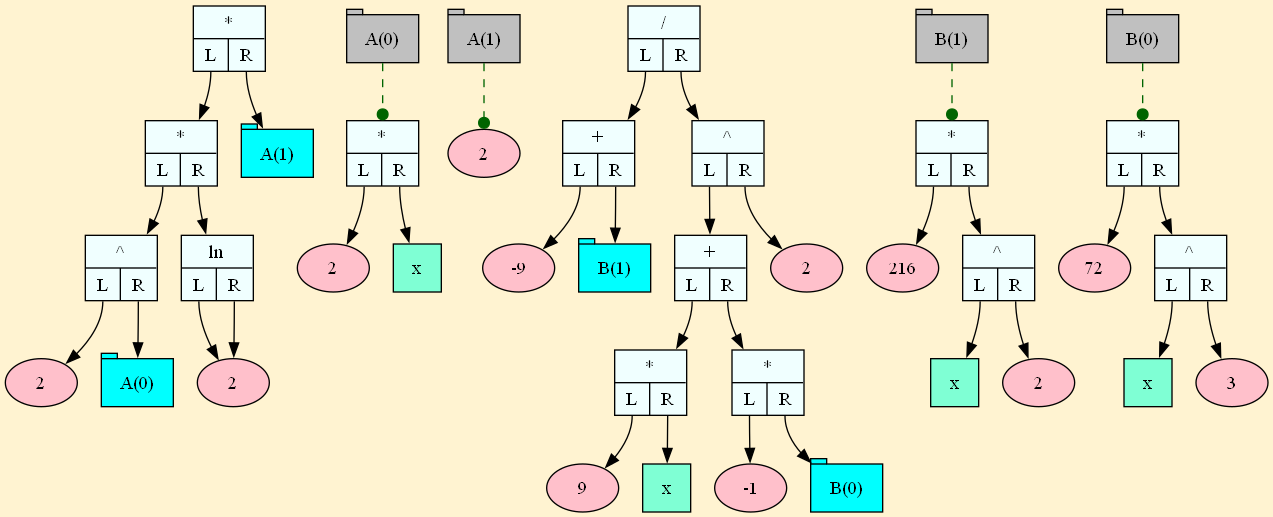 * A(0) A(1) / B(1) B(0)
L R L R
* A(1) * 2 + ^ * *
L R L R L R L R L R L R
^ ln 2 x -9 B(1) + 2 216 ^ 72 ^
L R L R L R L R L R
2 A(0) 2 * * x 2 x 3
L R L R
9 x -1 B(0)